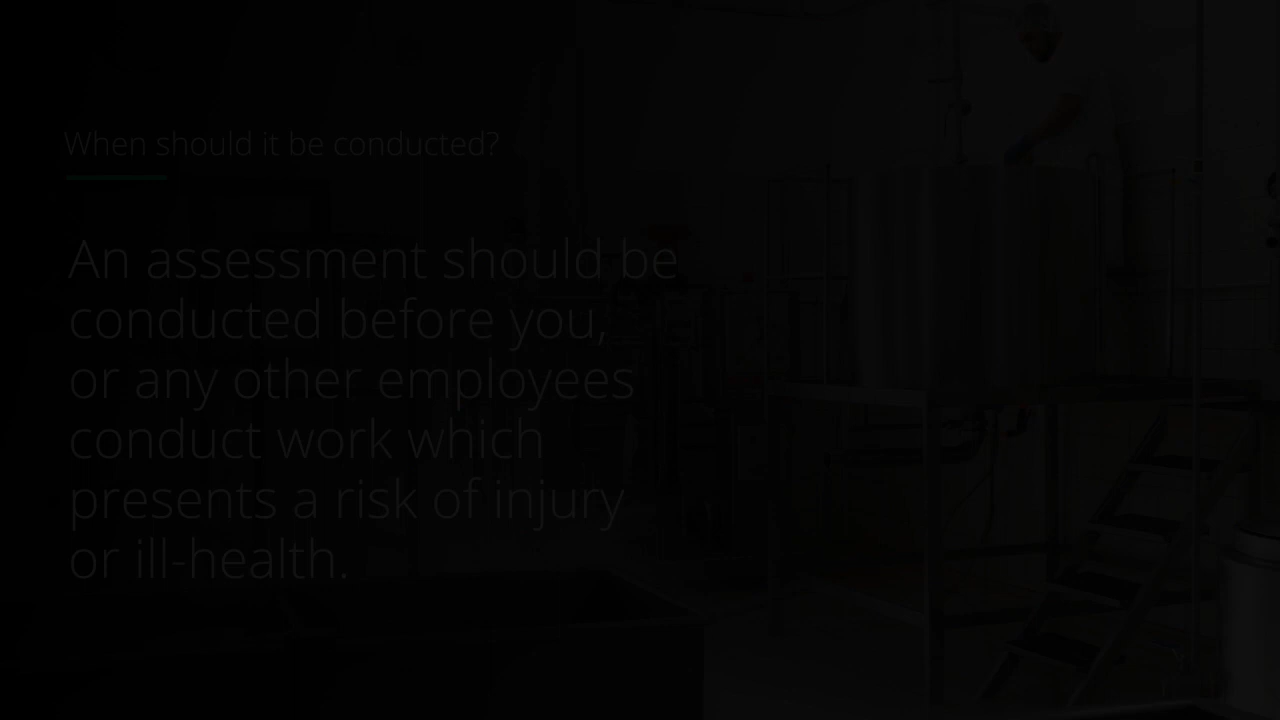 When should it be conducted?
An assessment should be
conducted before you,
or any other employees
conduct work which
presents a risk of injury
or ill-health.